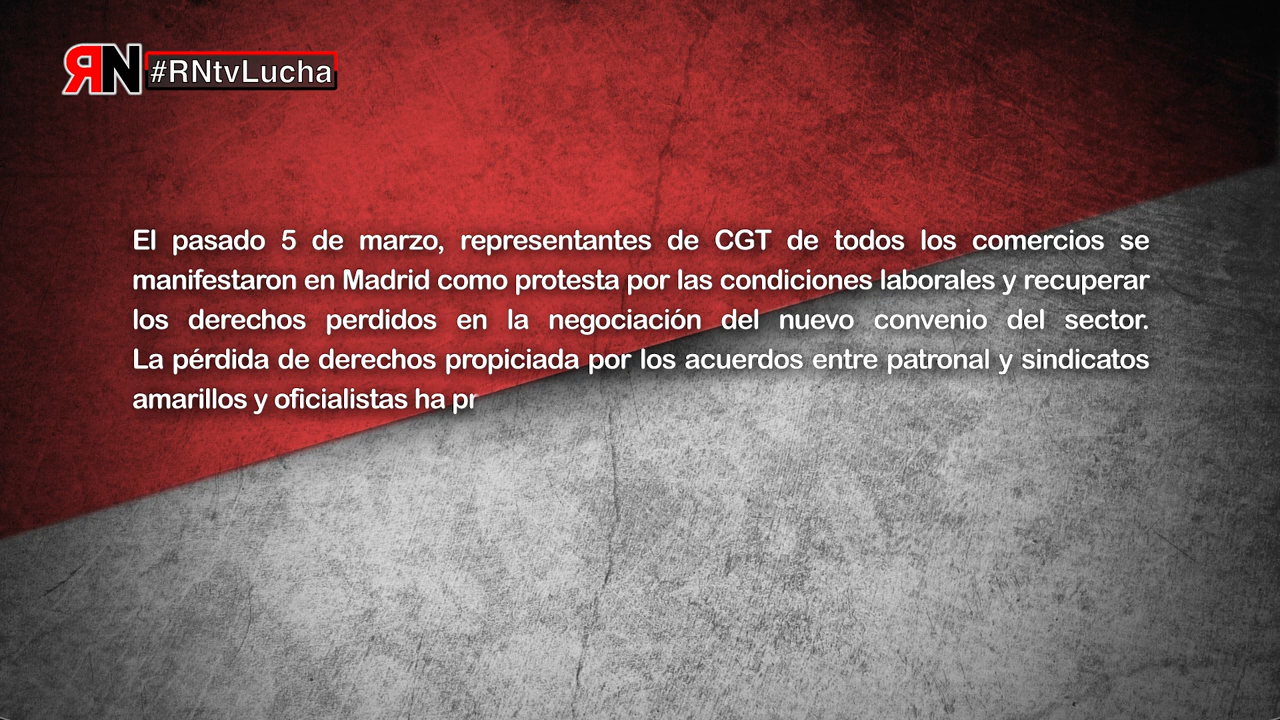 RN #RNtvLucha
El pasado 5 de marzo, representantes de CGT de todos los comercios se
manifestaron en Madrid como protesta por las condiciones laborales y recuperar
los derechos perdidos en la negociación del nuevo convenio del sector.
La pérdida de derechos propiciada por los acuerdos entre patronal y sindicatos
amarillos y oficialistas ha pr